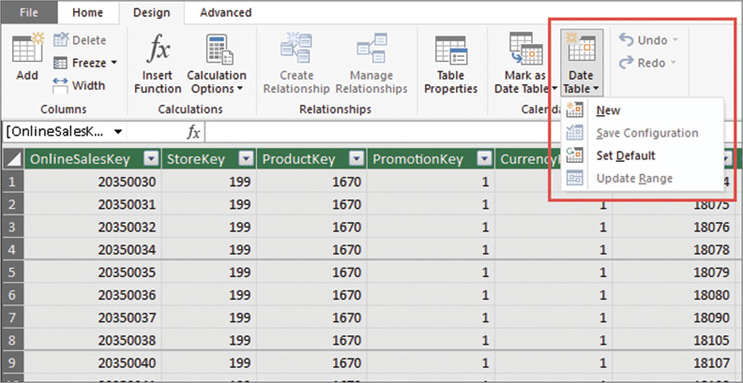 File Home Design Advanced
Add
Delete
Freeze
Width
Columns
fx
Insert Function
Calculation Options
Calculations
Create Relationship
Manage Relationships
Relationships
Table Properties
Mark as Date Table
Date Table
Calenda
Undo
Redo
New
Save Configuration
Set Default
Update Range
[OnlineSalesK... fx
OnlineSalesKey StoreKey ProductKey PromotionKey Currency
1 20350030 199 1670 1 4
2 20350031 199 1670 1 1 18075
3 20350032 199 1670 1 1 18076
4 20350034 199 1670 1 1 18078
5 20350035 199 1670 1 1 18079
6 20350036 199 1670 1 1 18080
7 20350037 199 1670 1 1 18090
8 20350038 199 1670 1 1 18105
9 20350040 199 1670 1 1 18107